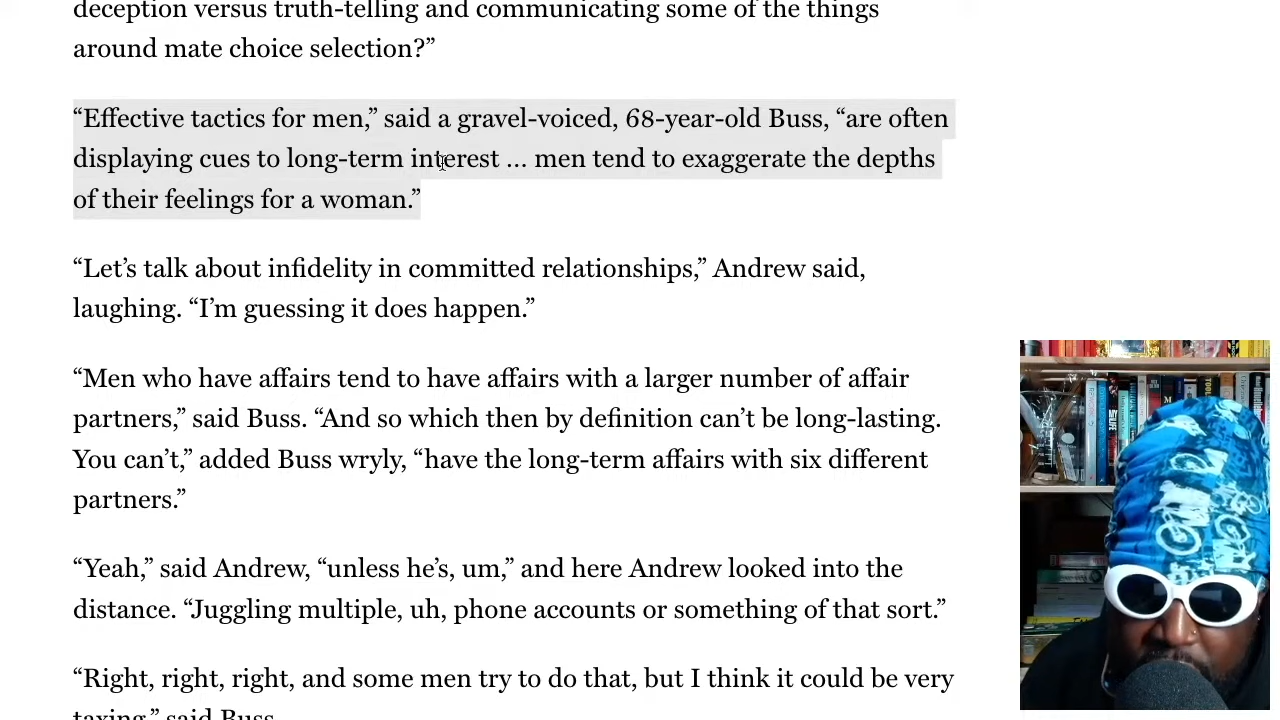 deception versus truth-telling and communicating some of the things
around mate choice selection?”
“Effective tactics for men,” said a gravel-voiced, 68-year-old Buss, “are often
displaying cues to long-term interest … men tend to exaggerate the depths
of their feelings for a woman.”
“Let’s talk about infidelity in committed relationships,” Andrew said,
laughing. “I’m guessing it does happen.”
“Men who have affairs tend to have affairs with a larger number of affair
partners,” said Buss. “And so which then by definition can’t be long-lasting.
You can’t,” added Buss wryly, “have the long-term affairs with six different
partners.”
“Yeah,” said Andrew, “unless he’s, um,” and here Andrew looked into the
distance. “Juggling multiple, uh, phone accounts or something of that sort.”
“Right, right, right, and some men try to do that, but I think it could be very
taxing,” said Buss.